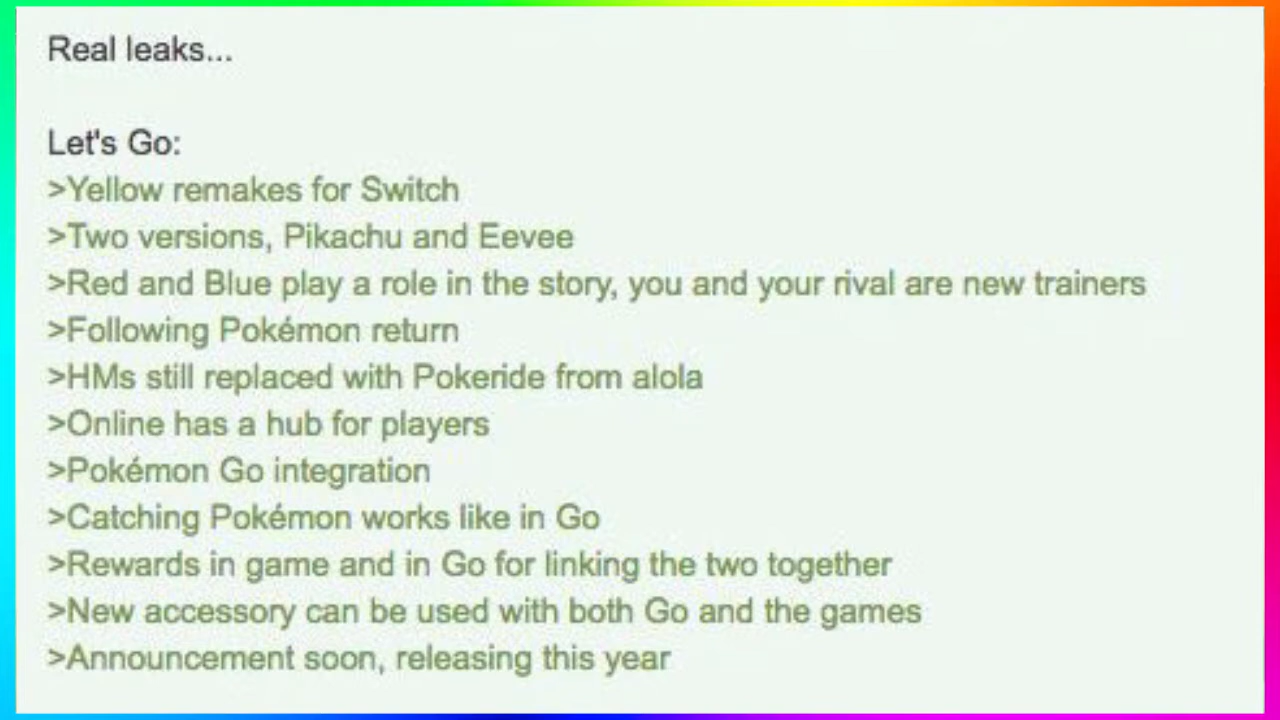 Real leaks...
Let's Go:
>Yellow remakes for Switch
>Two versions, Pikachu and Eevee
>Red and Blue play a role in the story, you and your rival are new trainers
>Following Pokémon return
>HMs still replaced with Pokeride from alola
>Online has a hub for players
>Pokémon Go integration
>Catching Pokémon works like in Go
>Rewards in game and in Go for linking the two together
>New accessory can be used with both Go and the games
>Announcement soon, releasing this year